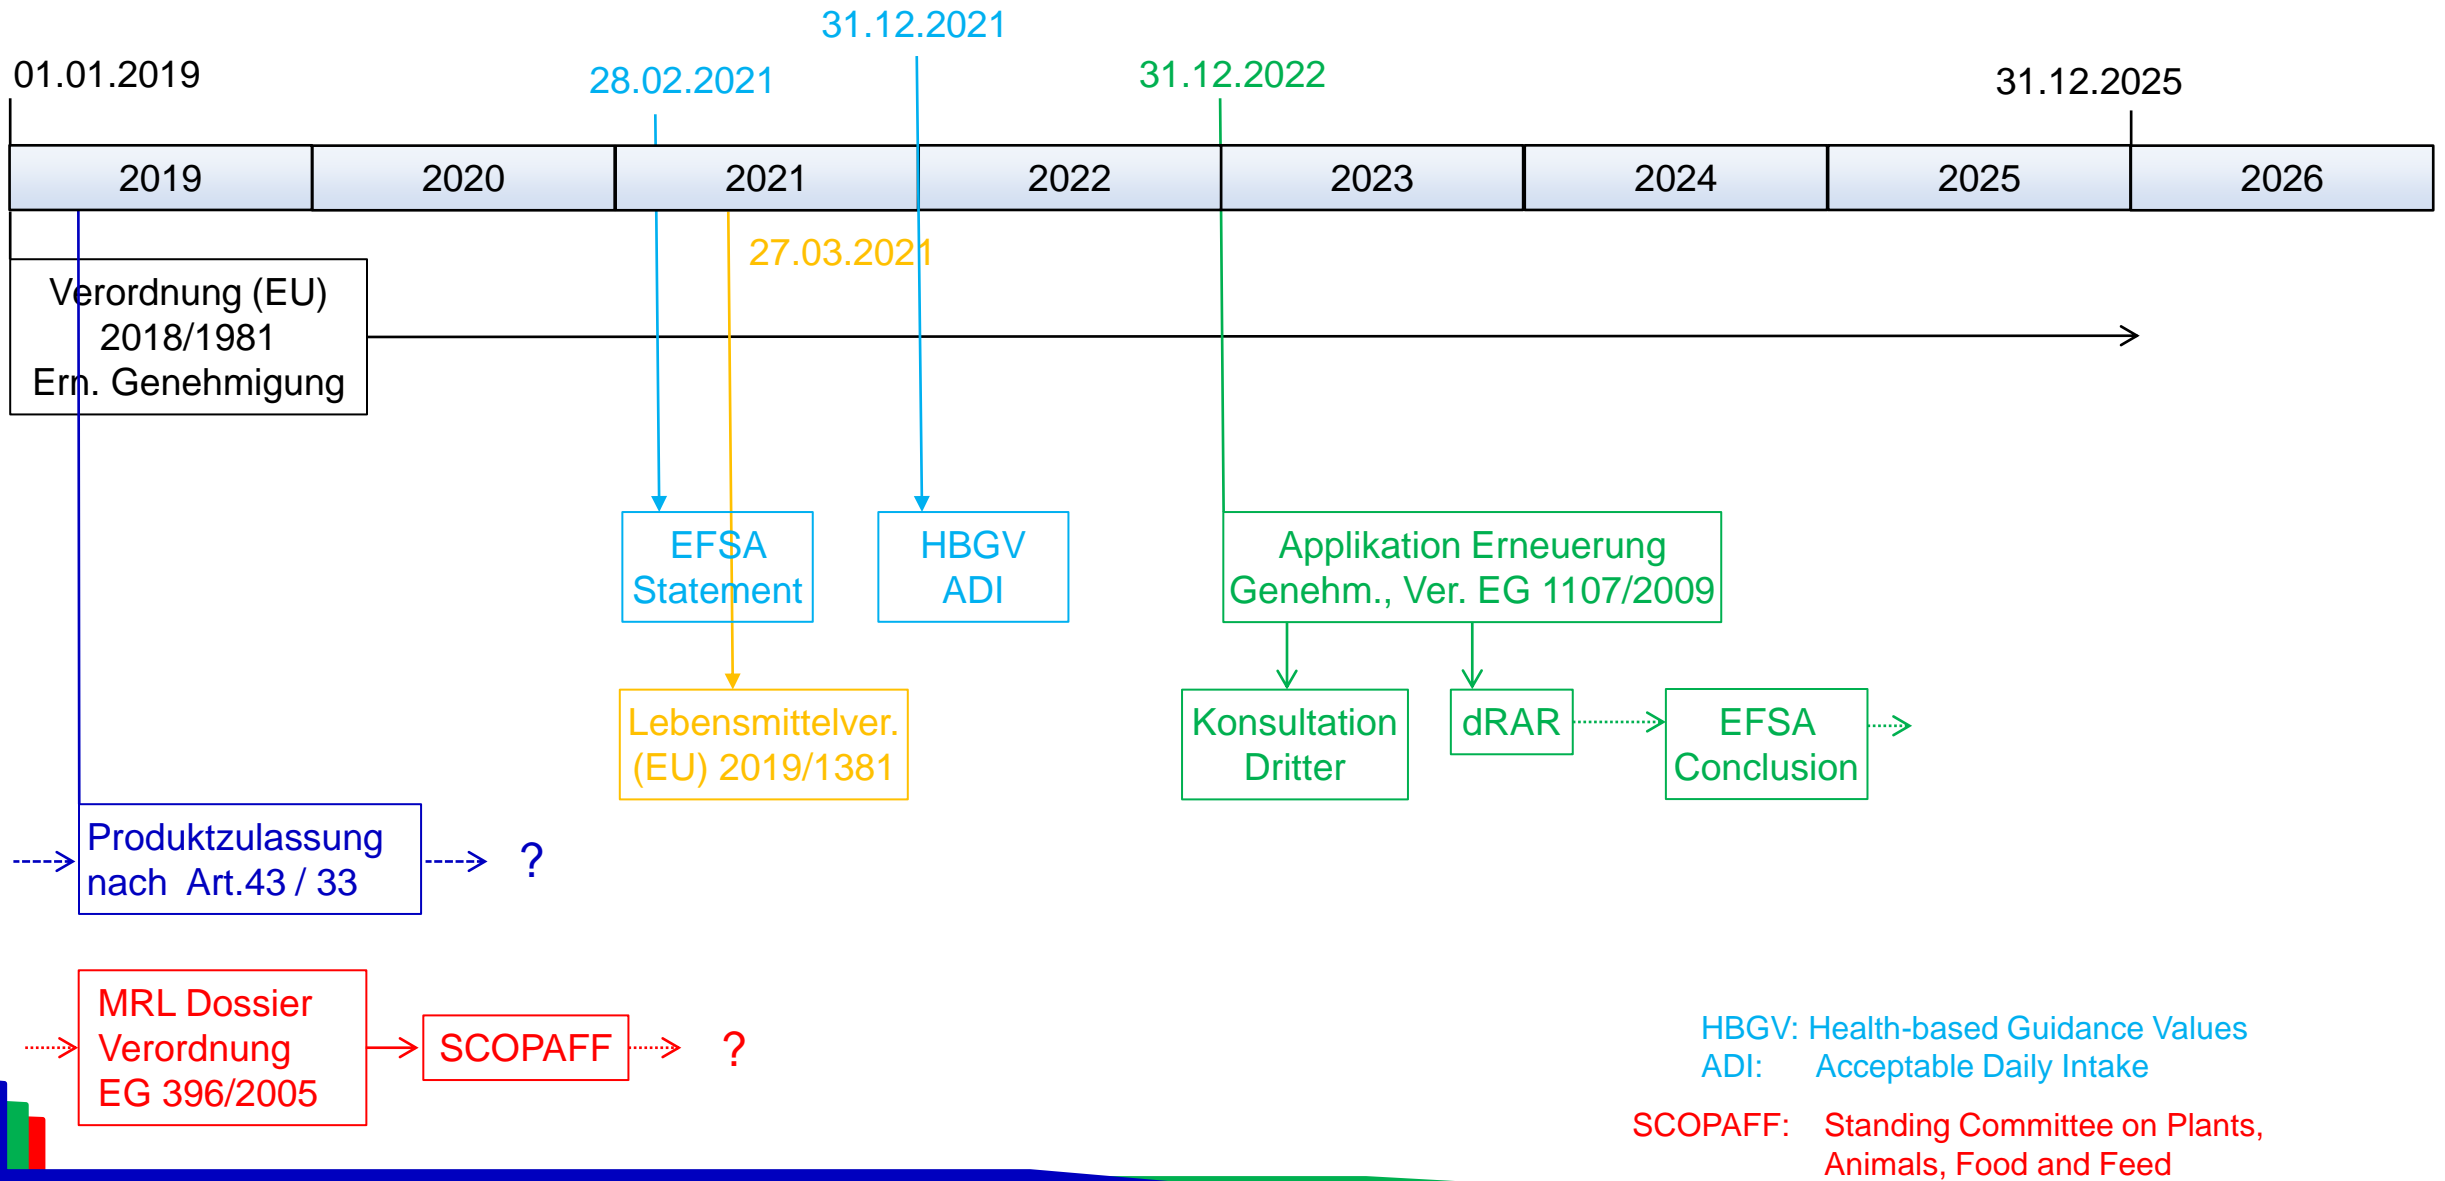 31.12.2021
01.01.2019
28.02.2021
31.12.2022
31.12.2025
2019
2020
2021
2022
2023
2024
2025
2026
27.03.2021
Verordnung (EU)
2018/1981
Ern. Genehmigung
EFSA
Statement
HBGV
ADI
Applikation Erneuerung
Genehm., Ver. EG 1107/2009
Lebensmittelver.
(EU) 2019/1381
Konsultation
Dritter
dRAR
EFSA
Conclusion
Produktzulassung
nach Art.43 / 33
?
MRL Dossier
Verordnung
EG 396/2005
SCOPAFF
?
HBGV: Health-based Guidance Values
ADI: Acceptable Daily Intake
SCOPAFF: Standing Committee on Plants,
Animals, Food and Feed